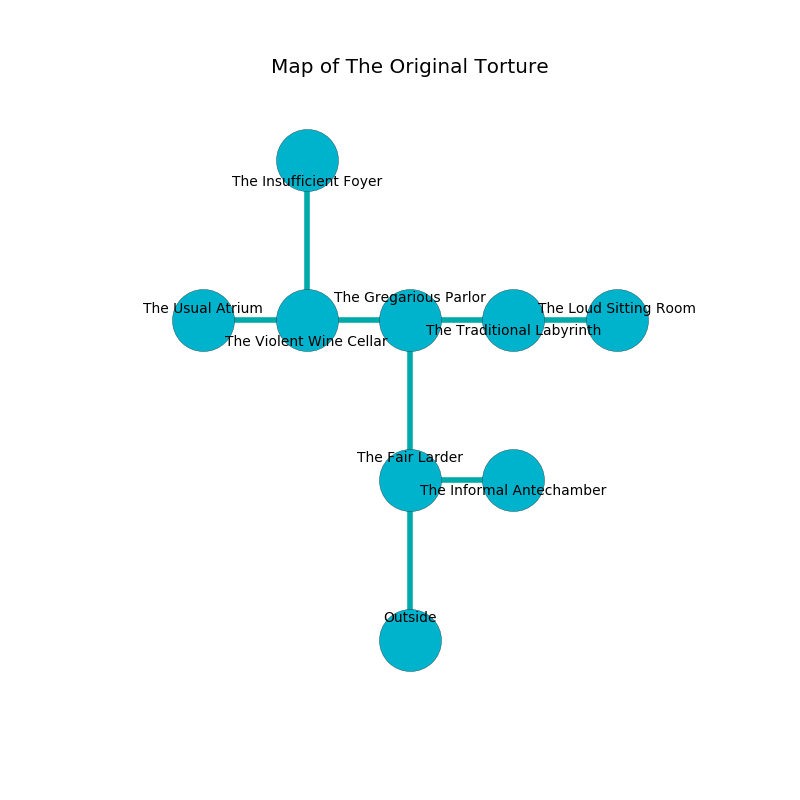 Map of The Original Torture
The Insufficient Foyer
The Gregarious Parlor
The Usual Atrium
The Loud Sitting Room
The Traditional Labyrinth
The Violent Wine Cellar
The Fair Larder
The Informal Antechamber
Outside